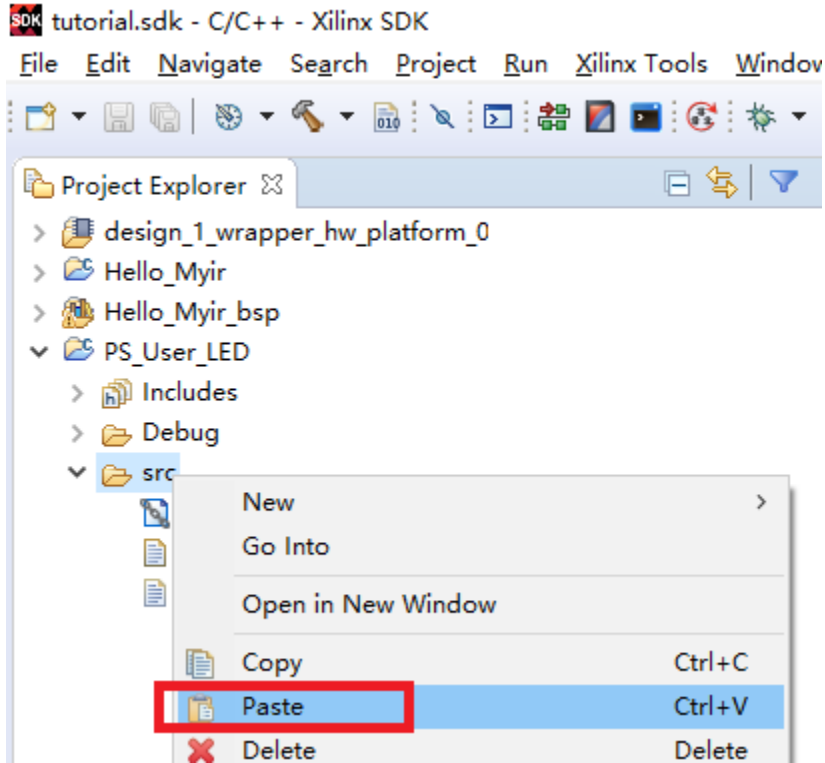 SDK tutorial.sdk - C/C++ - Xilinx SDK
File Edit Navigate Search Project Run Xilinx Tools Window
010
Project Explorer
design_1_wrapper_hw_platform_0
Hello_Myir
Hello_Myir_bsp
PS_User_LED
h Includes
Debug
src
New
Go Into
Open in New Window
Copy Ctrl+C
Paste Ctrl+V
Delete Delete